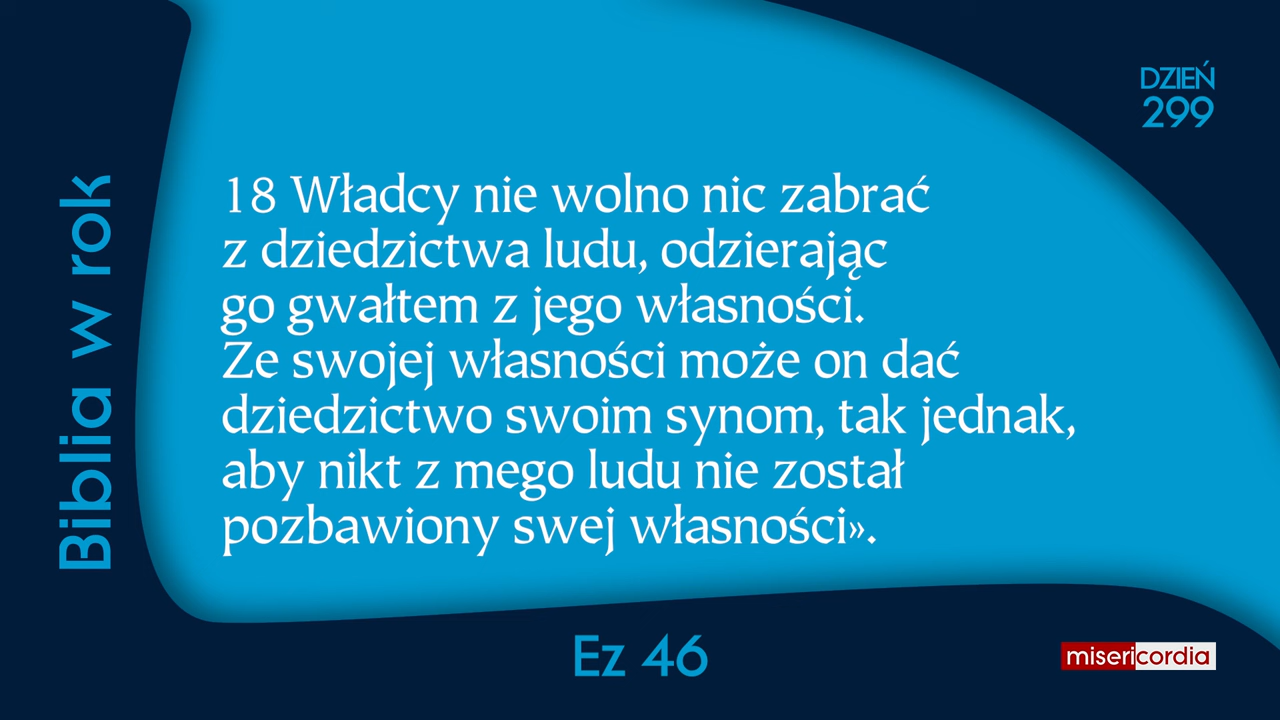 DZIEŃ
299
Biblia w rok
18 Władcy nie wolno nic zabrać
z dziedzictwa ludu, odzierając
go gwałtem z jego własności.
Ze swojej własności może on dać
dziedzictwo swoim synom, tak jednak,
aby nikt z mego ludu nie został
pozbawiony swej własności».
Ez 46
misericordia